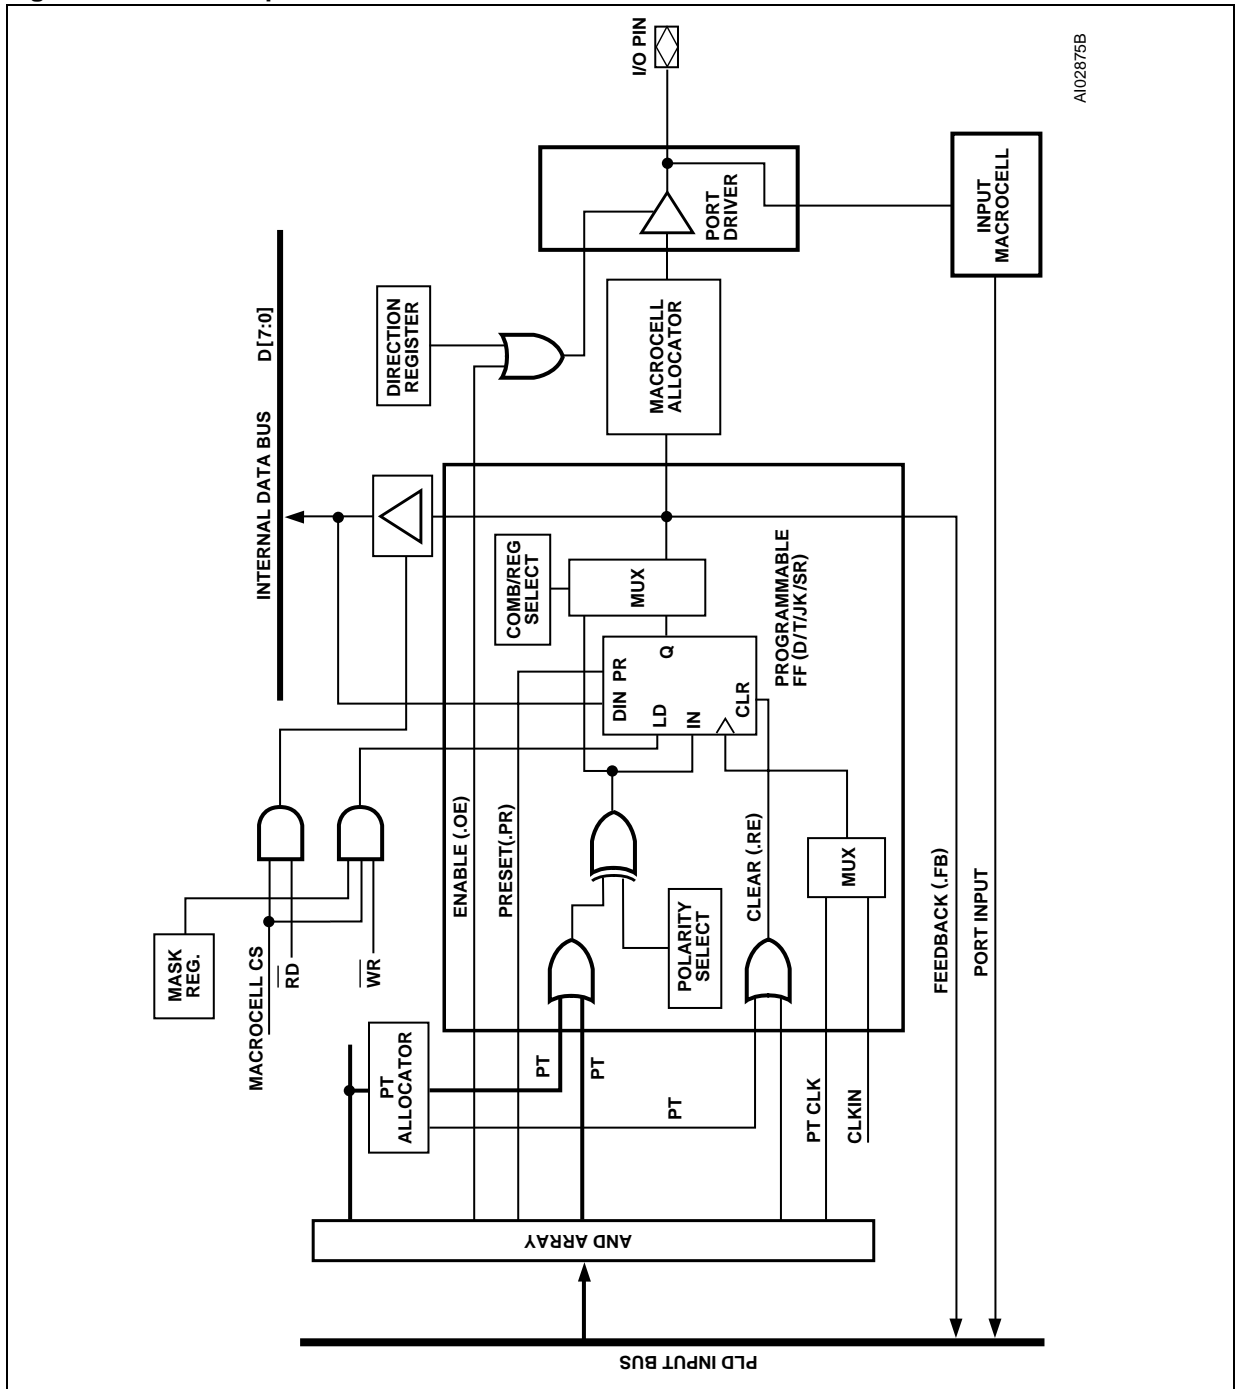 MASK
REG.
MACROCELL CS
RD
WR
PT
ALLOCATOR
INTERNAL DATA BUS D[7:0]
DIRECTION
REGISTER
ENABLE (.OE)
PRESET(.PR)
COMB/REG
SELECT
MUX
DIN PR
LD
Q
IN
CLR
PROGRAMMABLE
FF (D/T/JK/SR)
POLARITY
SELECT
CLEAR (.RE)
MUX
PT
PT
PT
PT CLK
CLKIN
MACROCELL
ALLOCATOR
PORT
DRIVER
I/O PIN
INPUT
MACROCELL
FEEDBACK (.FB)
PORT INPUT
AND ARRAY
PLD INPUT BUS
AI02875B